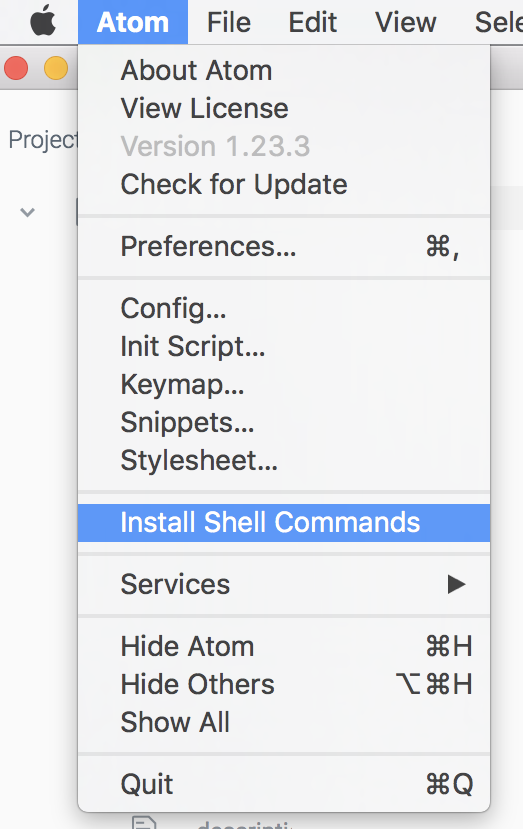 Atom File Edit View
Project
About Atom
View License
Version 1.23.3
Check for Update
Preferences... ⌘,
Config...
Init Script...
Keymap...
Snippets...
Stylesheet...
Install Shell Commands
Services ▶
Hide Atom ⌘H
Hide Others ⌥⌘H
Show All
Quit ⌘Q